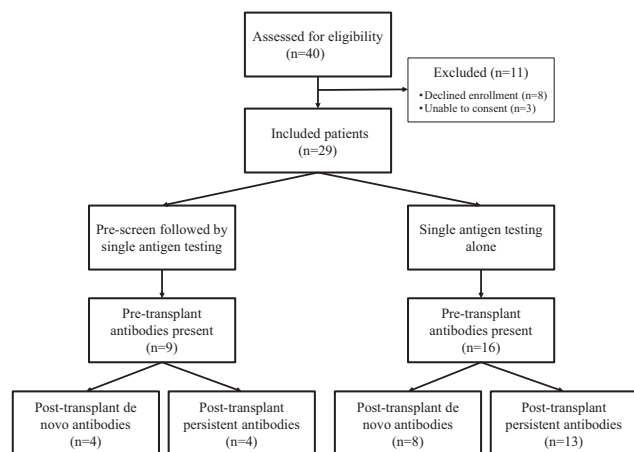 Assessed for eligibility
(n=40)
Excluded (n=11)
•Declined enrollment (n=8)
•Unable to consent (n=3)
Included patients
(n=29)
Pre-screen followed by
single antigen testing
Single antigen testing
alone
Pre-transplant
antibodies present
(n=9)
Pre-transplant
antibodies present
(n=16)
Post-transplant de
novo antibodies
(n=4)
Post-transplant
persistent antibodies
(n=4)
Post-transplant de
novo antibodies
(n=8)
Post-transplant
persistent antibodies
(n=13)